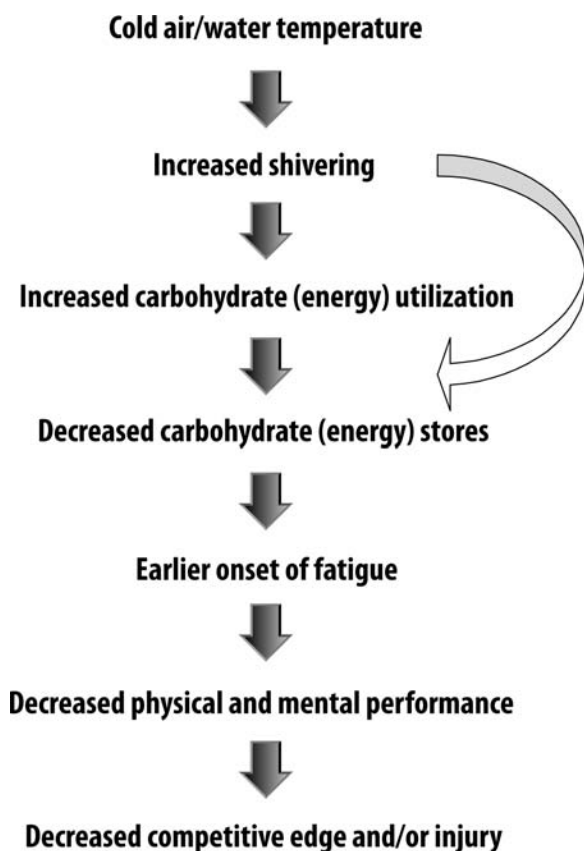 Cold air/water temperature
Increased shivering
Increased carbohydrate (energy) utilization
Decreased carbohydrate (energy) stores
Earlier onset of fatigue
Decreased physical and mental performance
Decreased competitive edge and/or injury